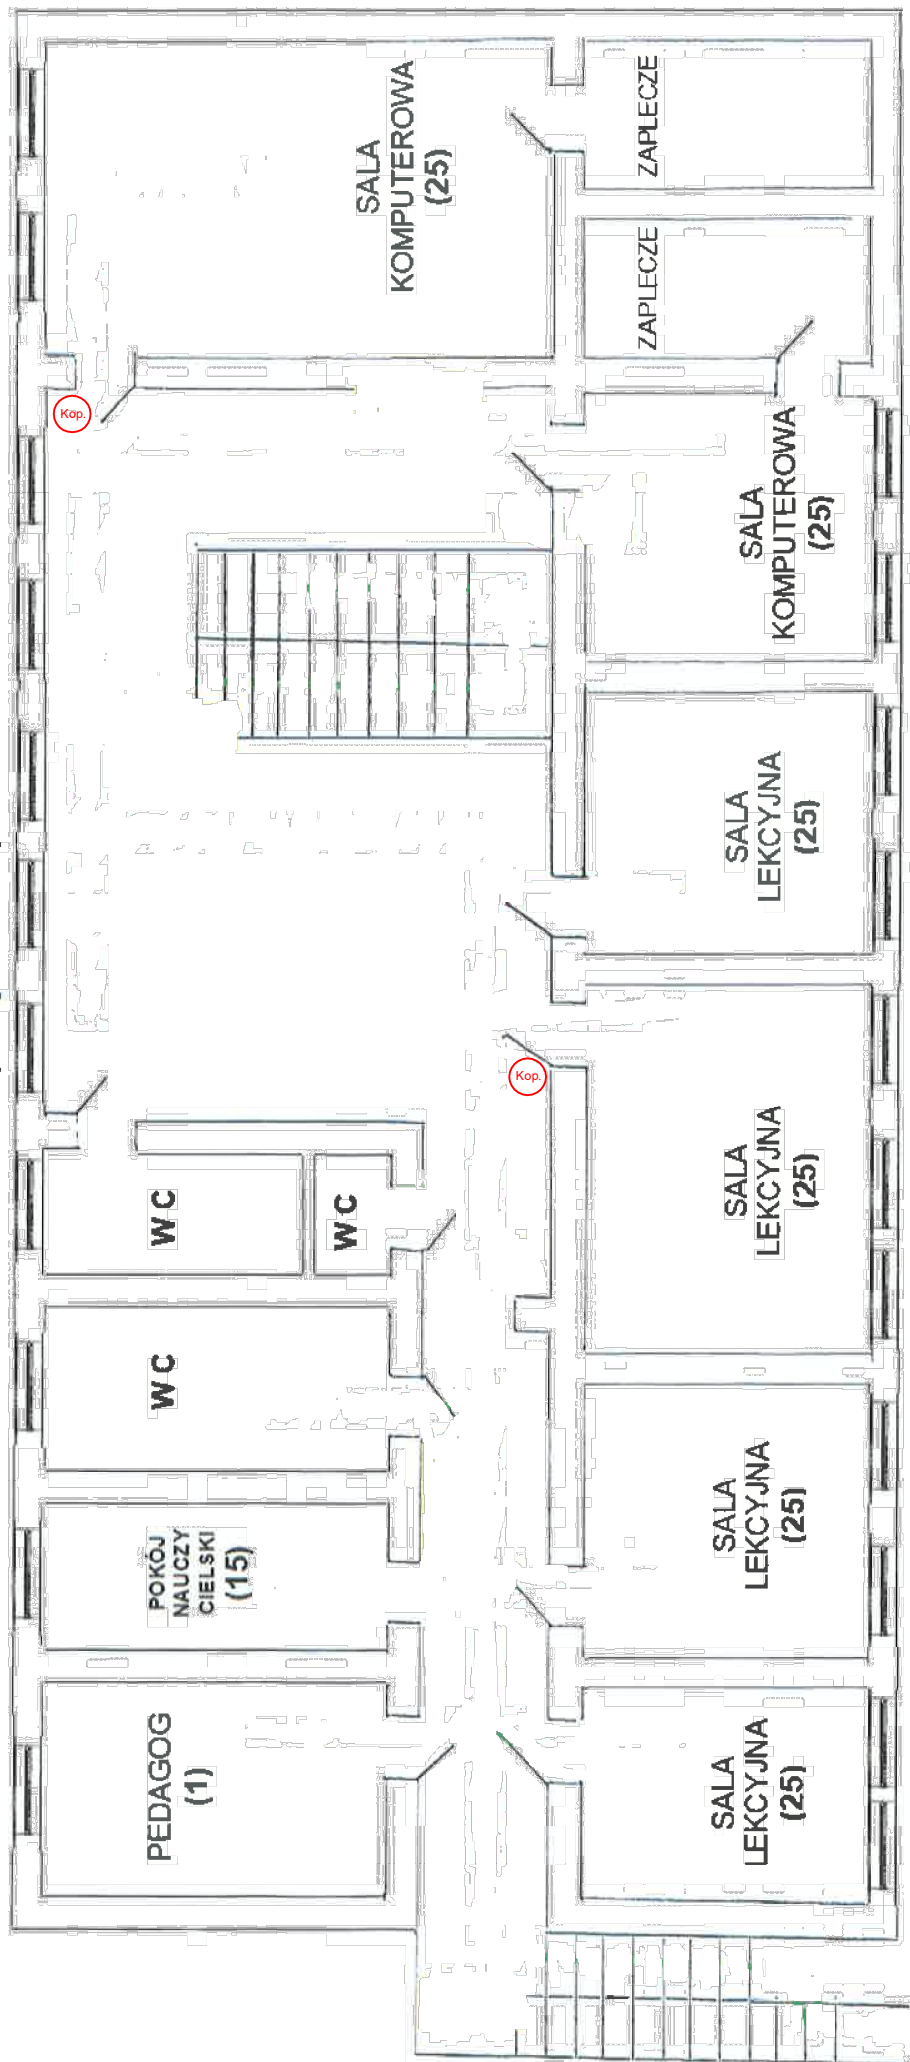 SALA
KOMPUTEROWA
(25)
ZAPLECZE
ZAPLECZE
Kop.
SALA
KOMPUTEROWA
(25)
SALA
LEKCYJNA
(25)
Kop.
SALA
LEKCYJNA
(25)
WC
WC
WC
SALA
LEKCYJNA
(25)
POKÓJ
NAUCZY
CIELSKI
(15)
PEDAGOG
(1)
SALA
LEKCYJNA
(25)